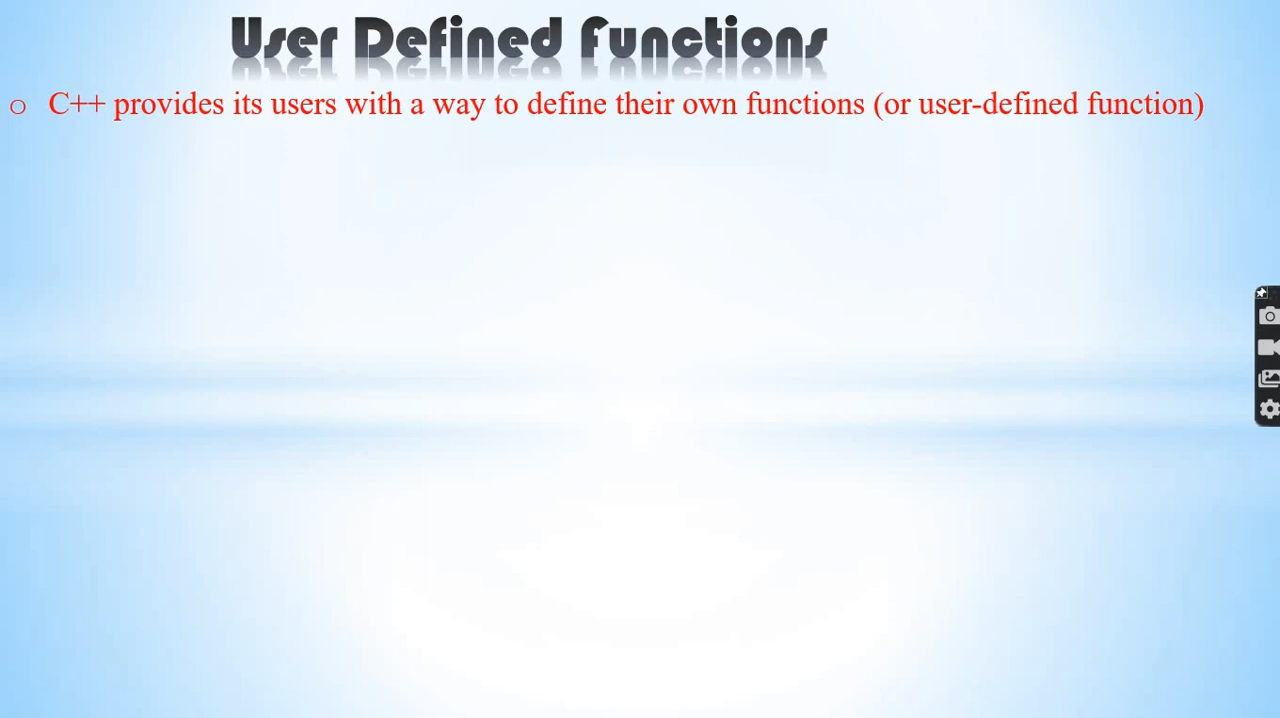 User Defined Functions
o C++ provides its users with a way to define their own functions (or user-defined function)